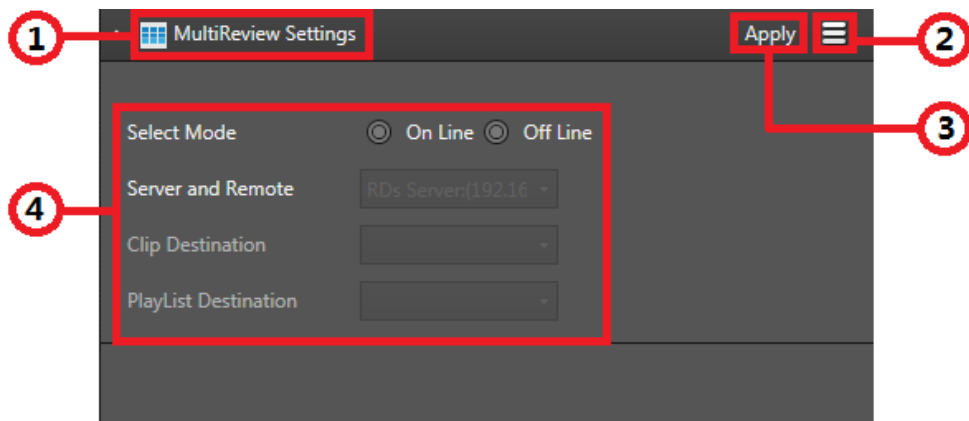 1
MultiReview Settings
Apply
2
3
Select Mode On Line Off Line
4
Server and Remote RDs Server:(192.16
Clip Destination
PlayList Destination